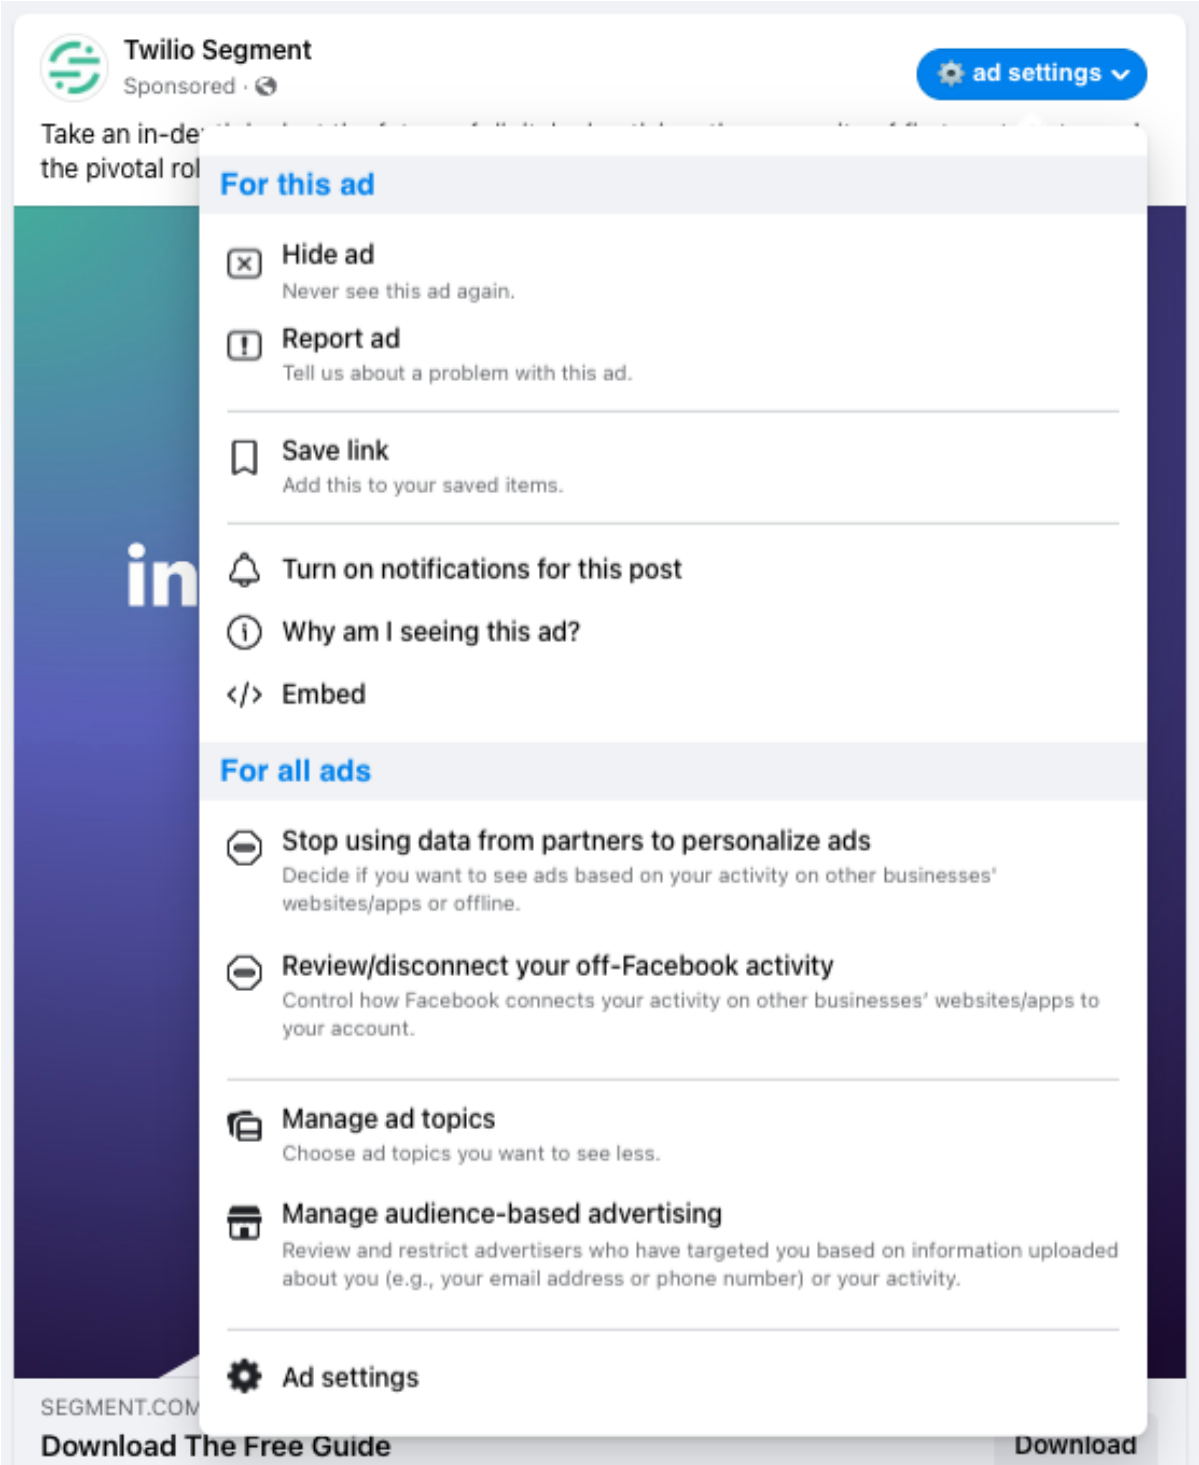 Twilio Segment
Sponsored ·
ad settings
Take an in-de
the pivotal rol
For this ad
Hide ad
Never see this ad again.
Report ad
Tell us about a problem with this ad.
Save link
Add this to your saved items.
in
Turn on notifications for this post
Why am I seeing this ad?
</> Embed
For all ads
Stop using data from partners to personalize ads
Decide if you want to see ads based on your activity on other businesses'
websites/apps or offline.
Review/disconnect your off-Facebook activity
Control how Facebook connects your activity on other businesses' websites/apps to
your account.
Manage ad topics
Choose ad topics you want to see less.
Manage audience-based advertising
Review and restrict advertisers who have targeted you based on information uploaded
about you (e.g., your email address or phone number) or your activity.
Ad settings
SEGMENT.COM
Download The Free Guide
Download